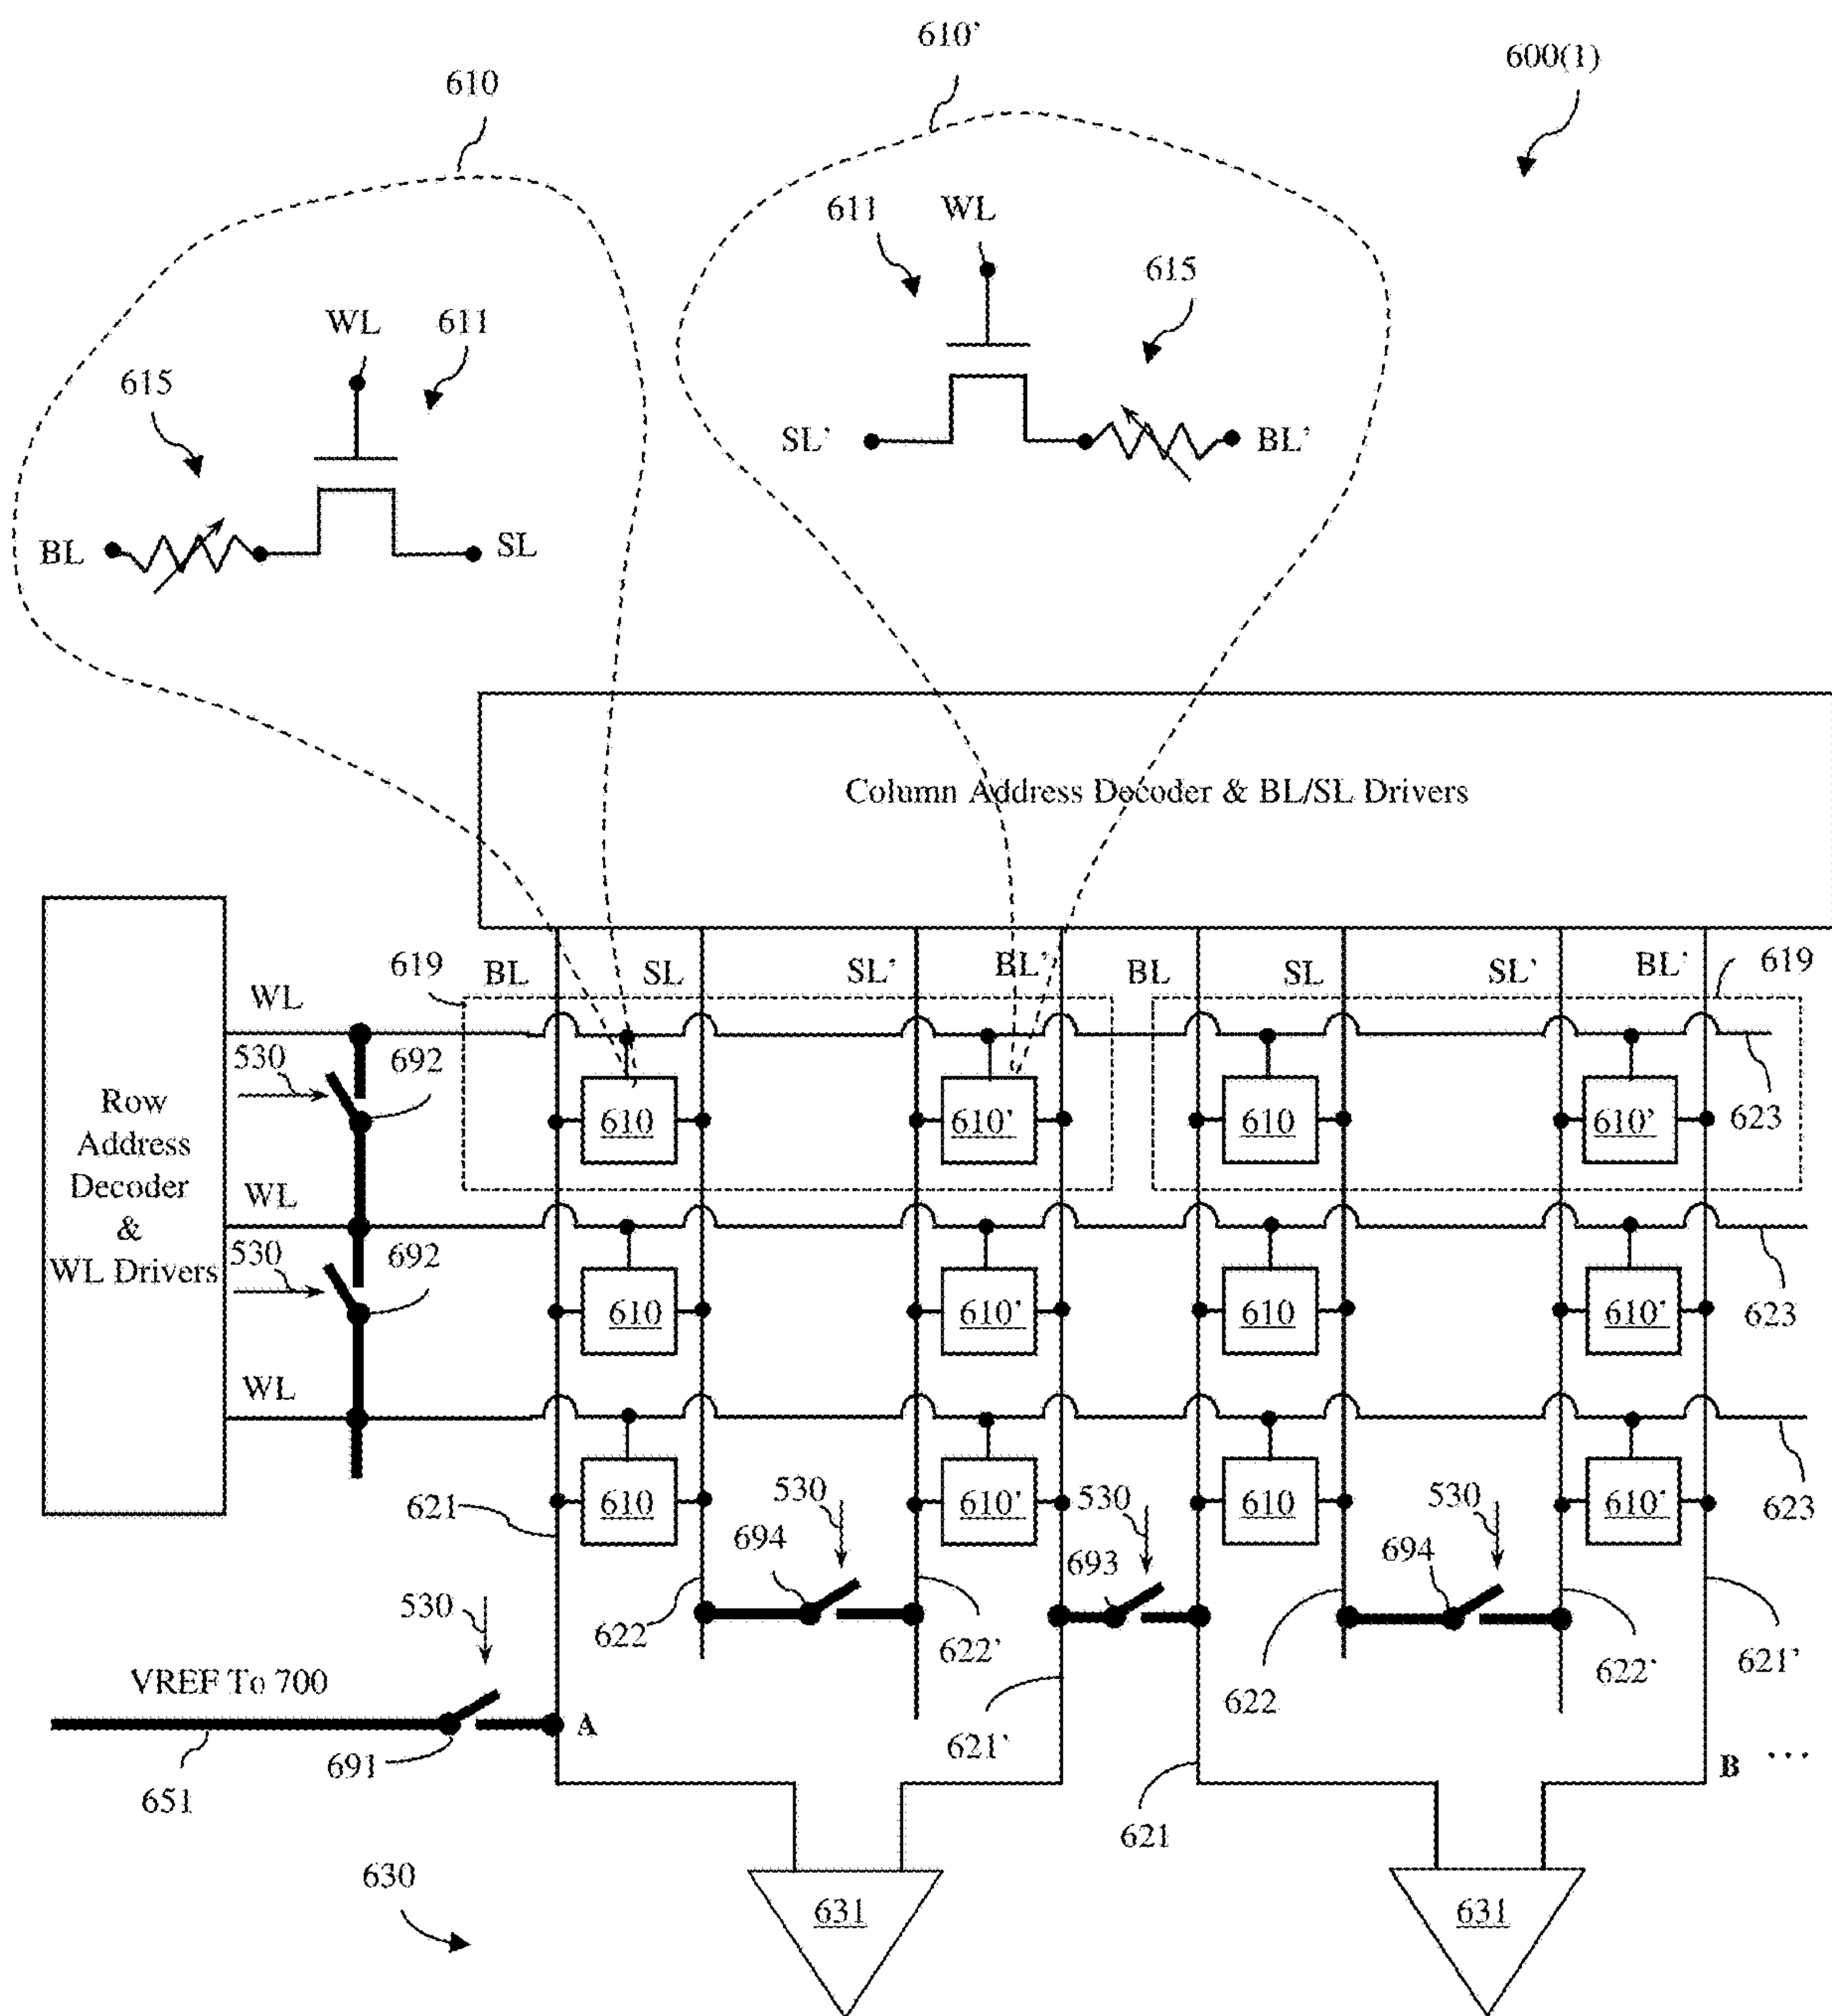 610’
600(1)
610
611
WL
615
WL
611
615
SL’
BL’
BL
SL
Column Address Decoder & BL/SL Drivers
619
BL
SL
SL’
BL’
BL
SL
SL’
BL’
619
WL
530
692
Row
Address
Decoder
&
WL Drivers
610
610’
610
610’
623
WL
530
692
610
610’
610
610’
623
WL
621
610
530
610’
530
610
530
610’
623
694
693
694
530
622
622’
622
622’
621’
VREF To 700
A
691
651
621’
621
B ...
630
631
631